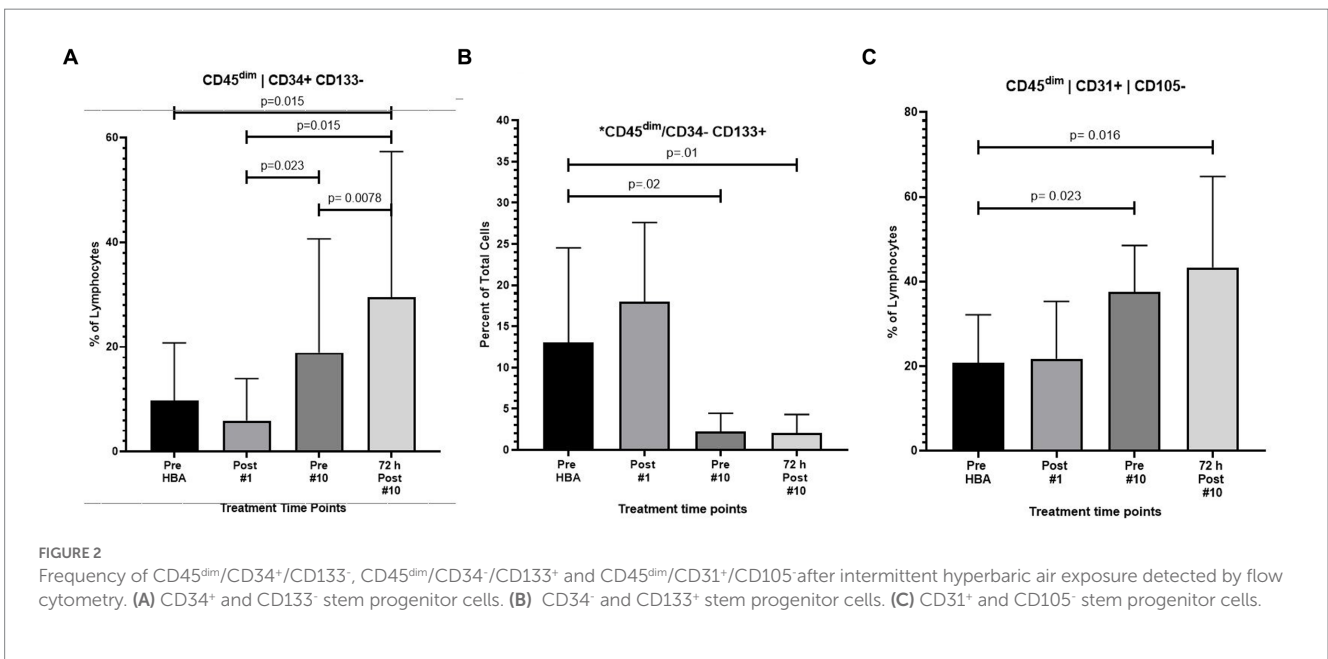 A
CD45dim | CD34+ CD133-
p=0.015
p=0.015
p=0.023
p= 0.0078
60
40
20
0
% of Lymphocytes
Pre HBA
Post #1
Pre #10
72 h Post #10
Treatment Time Points
B
*CD45dim/CD34- CD133+
p=.01
p=.02
40
35
30
25
20
15
10
5
0
Percent of Total Cells
Pre HBA
Post #1
Pre #10
72 h Post #10
Treatment time points
C
CD45dim | CD31+ | CD105-
p= 0.016
p= 0.023
80
60
40
20
0
% of Lymphocytes
Pre HBA
Post #1
Pre #10
72 h Post #10
Treatment time points
FIGURE 2
Frequency of CD45dim/CD34+/CD133-, CD45dim/CD34-/CD133+ and CD45dim/CD31+/CD105-after intermittent hyperbaric air exposure detected by flow
cytometry. (A) CD34+ and CD133- stem progenitor cells. (B) CD34- and CD133+ stem progenitor cells. (C) CD31+ and CD105- stem progenitor cells.